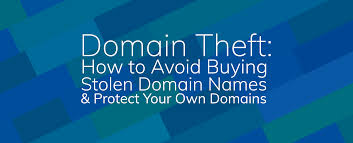 Domain Theft:
How to Avoid Buying
Stolen Domain Names
& Protect Your Own Domains